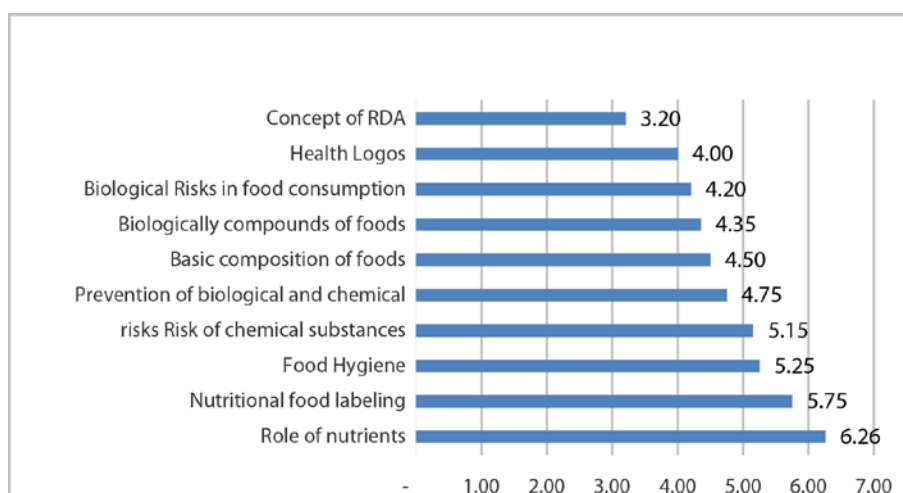 Concept of RDA 3.20
Health Logos 4.00
Biological Risks in food consumption 4.20
Biologically compounds of foods 4.35
Basic composition of foods 4.50
Prevention of biological and chemical 4.75
risks Risk of chemical substances 5.15
Food Hygiene 5.25
Nutritional food labeling 5.75
Role of nutrients 6.26
- 1.00 2.00 3.00 4.00 5.00 6.00 7.00